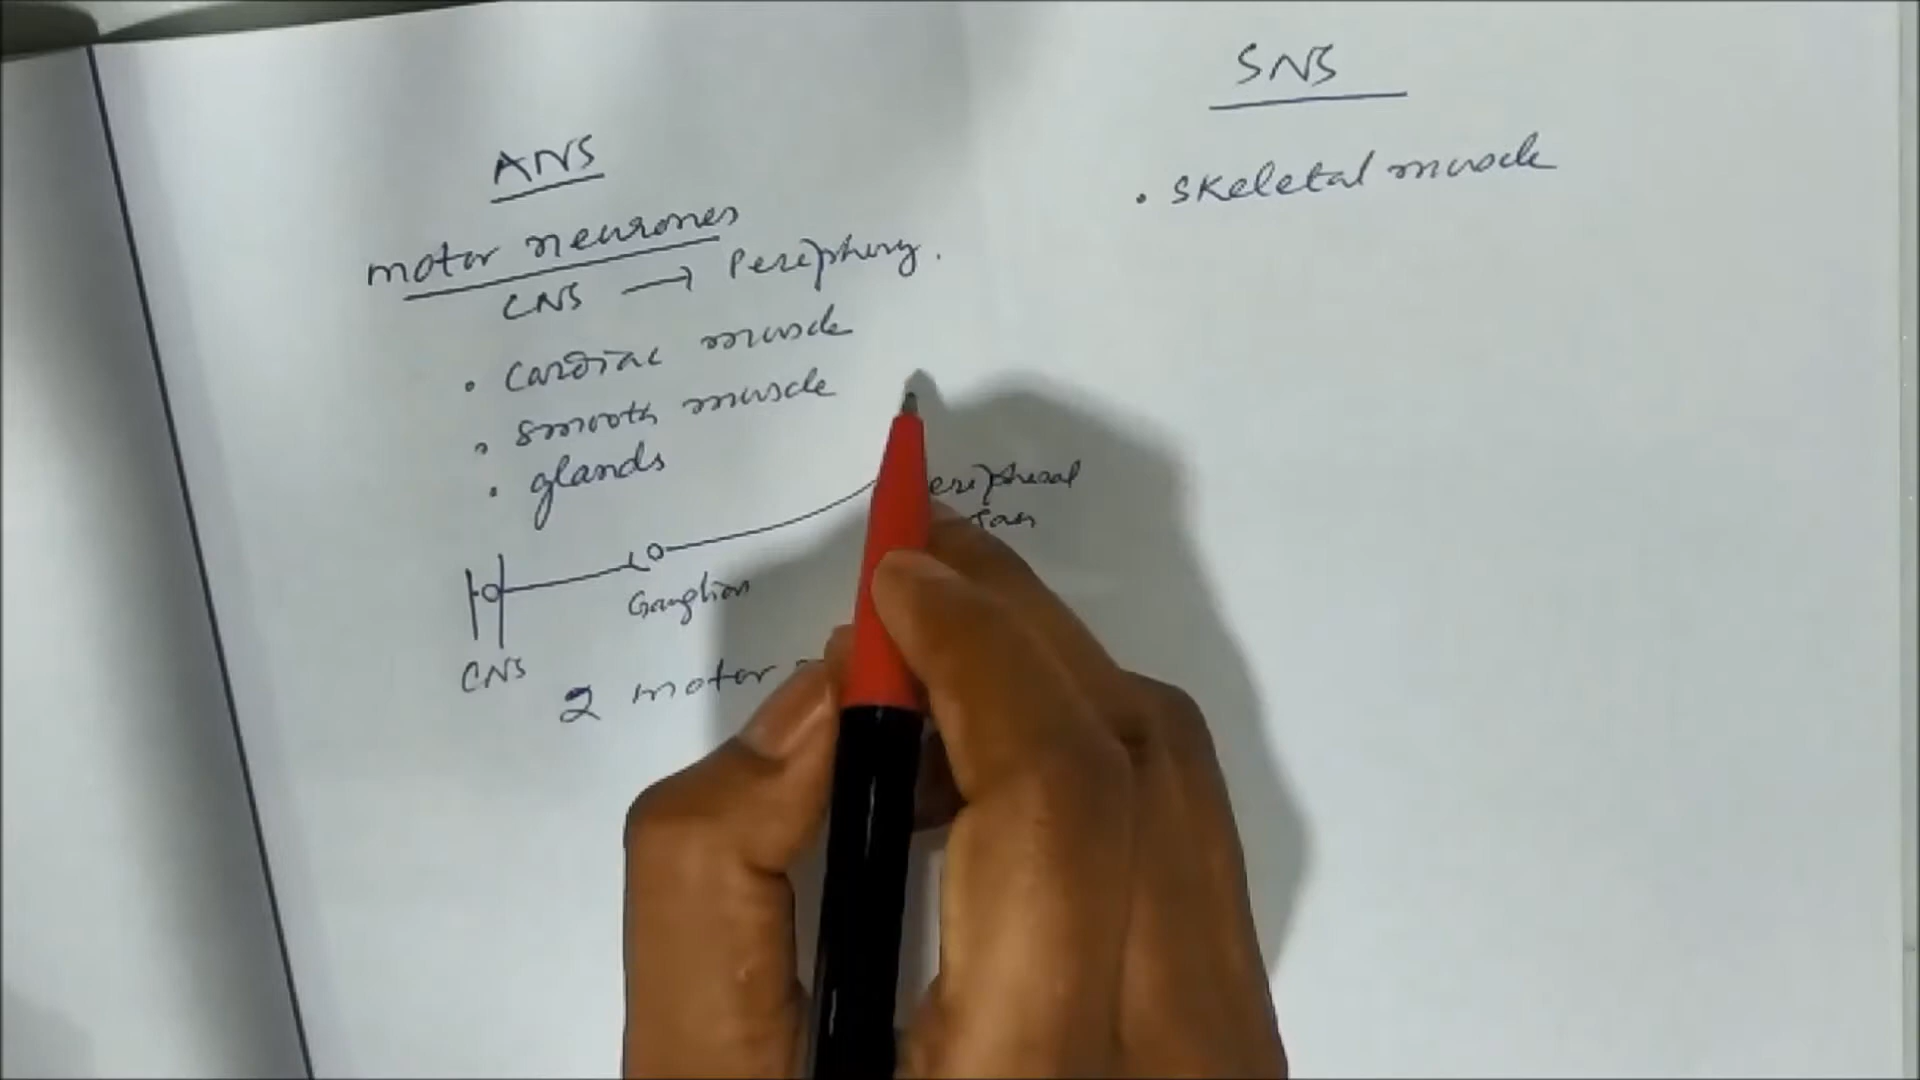 ANS
motor neurones
CNS → Periphery.
• Cardiac muscle
• smooth muscle
• glands
Ganglion
CNS
2 motor
SNS
• Skeletal muscle